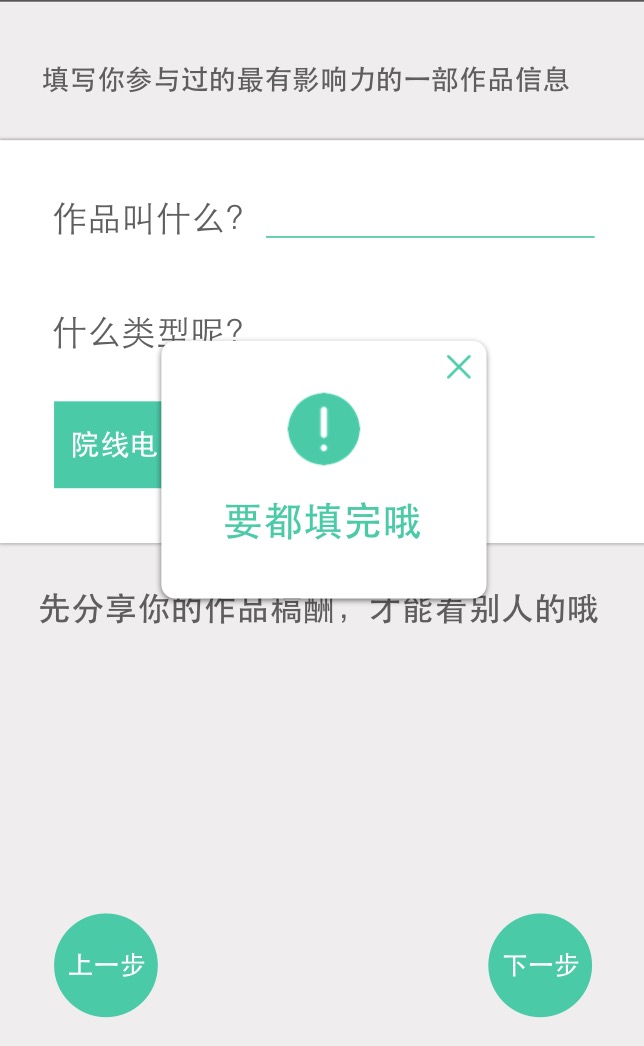 填写你参与过的最有影响力的一部作品信息
作品叫什么?
什么类型呢?
院线电
要都填完哦
先分享你的作品稿酬，才能看别人的哦
上一步
下一步